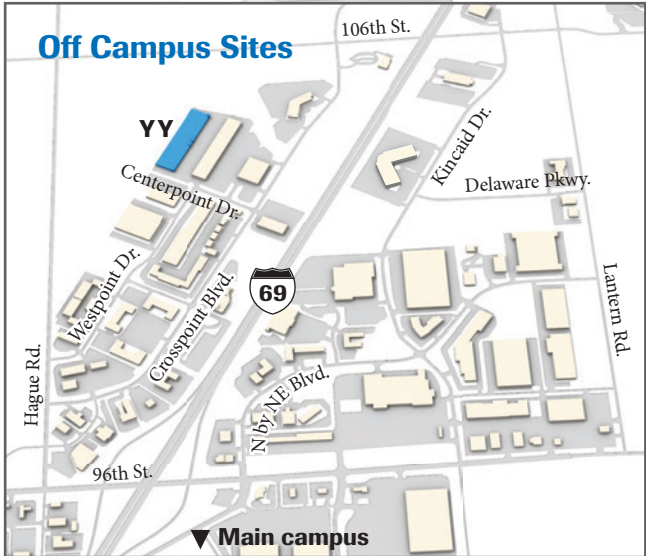 Off Campus Sites
106th St.
YY
Kincaid Dr.
Centerpoint Dr.
Delaware Pkwy.
Westpoint Dr.
Crosspoint Blvd.
69
Lantern Rd.
Hague Rd.
N by NE Blvd.
96th St.
▼ Main campus